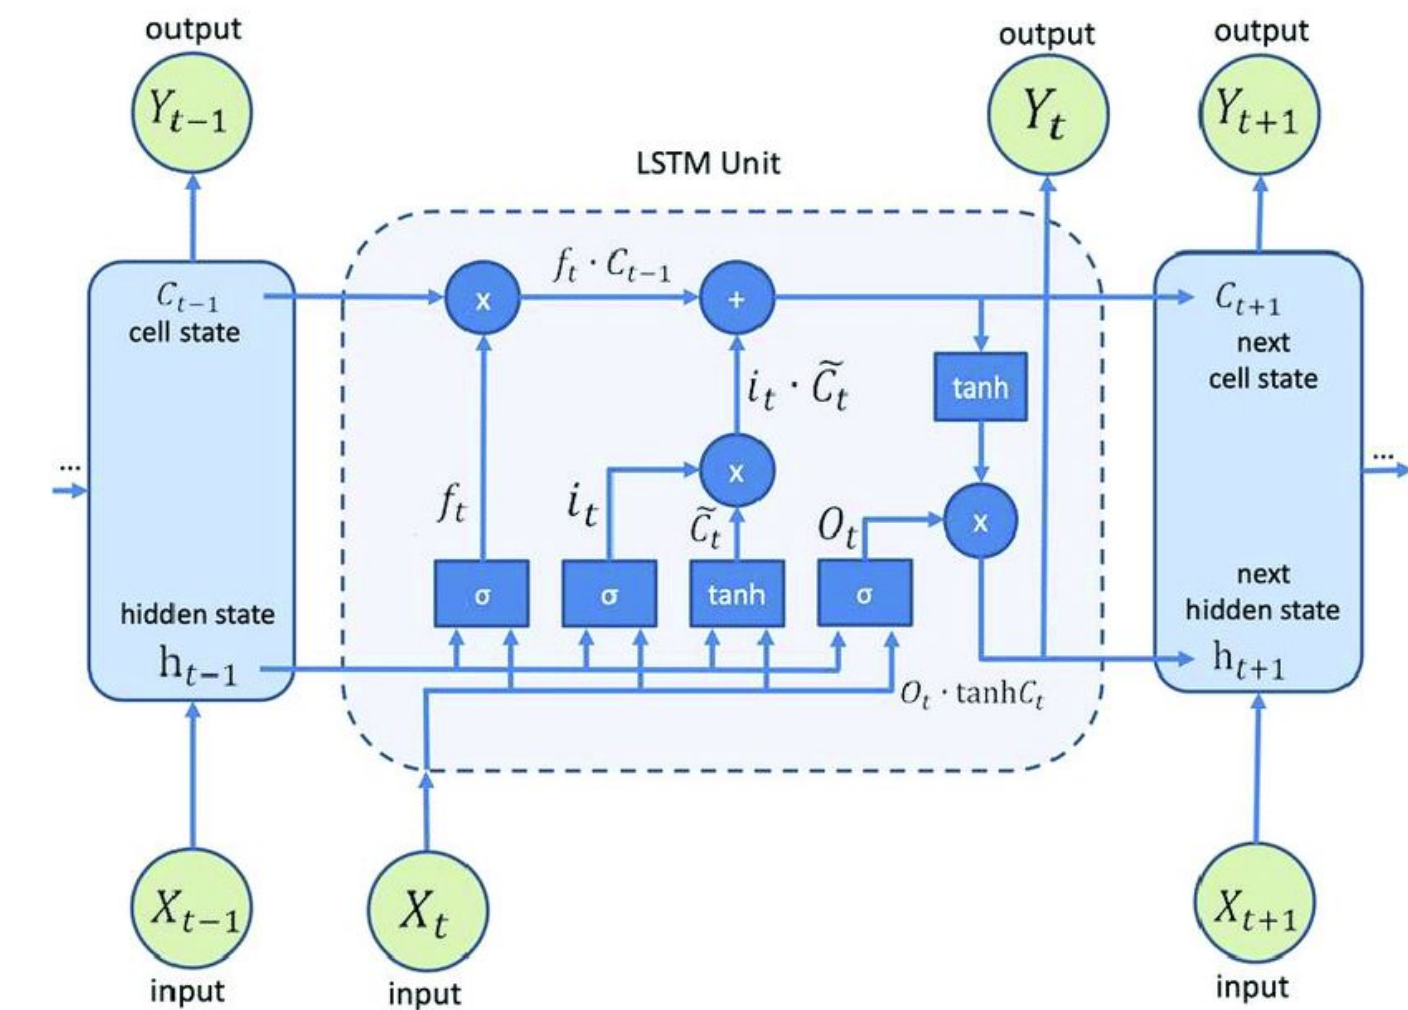 output
Y_{t−1}
output
Y_t
output
Y_{t+1}
LSTM Unit
C_{t−1}
cell state
x
f_t · C_{t−1}
+
C_{t+1}
next
cell state
tanh
i_t · C̃_t
...
x
...
f_t
i_t
C̃_t
O_t
x
σ
σ
tanh
σ
hidden state
h_{t−1}
next
hidden state
h_{t+1}
O_t · tanhC_t
X_{t−1}
input
X_t
input
X_{t+1}
input